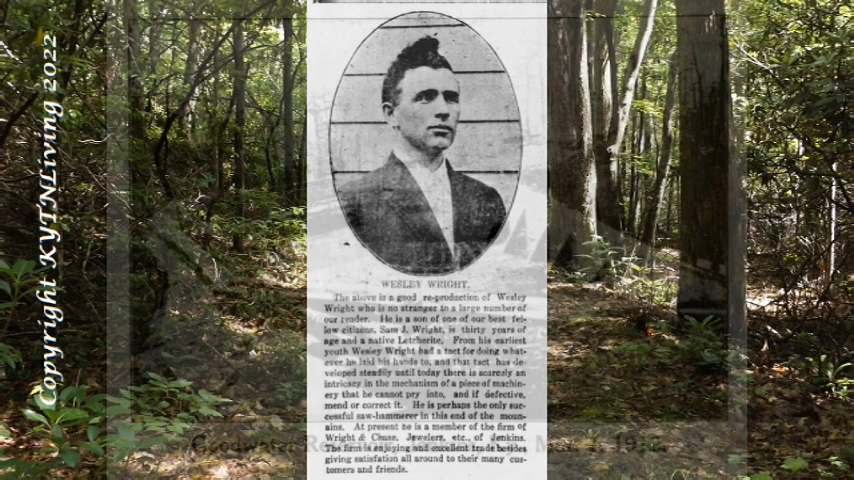 Copyright KYTNLiving 2022
WESLEY WRIGHT.
The above is a good re-production of Wesley
Wright who is no stranger to a large number of
our reader. He is a son of one of our best fel-
low citizens, Sam J. Wright, is thirty years of
age and a native Letcherite. From his earliest
youth Wesley Wright had a tact for doing what-
ever he laid his hands to, and that tact has de-
veloped steadily until today there is scarcely an
intricacy in the mechanism of a piece of machin-
ery that he cannot pry into, and if defective,
mend or correct it. He is perhaps the only suc-
cessful saw-hammerer in this end of the moun-
ains. At present he is a member of the firm of
Wright & Chase, Jewelers, etc., of Jenkins.
The firm is enjoying and excellent trade besides
giving satisfaction all around to their many cus-
tomers and friends.